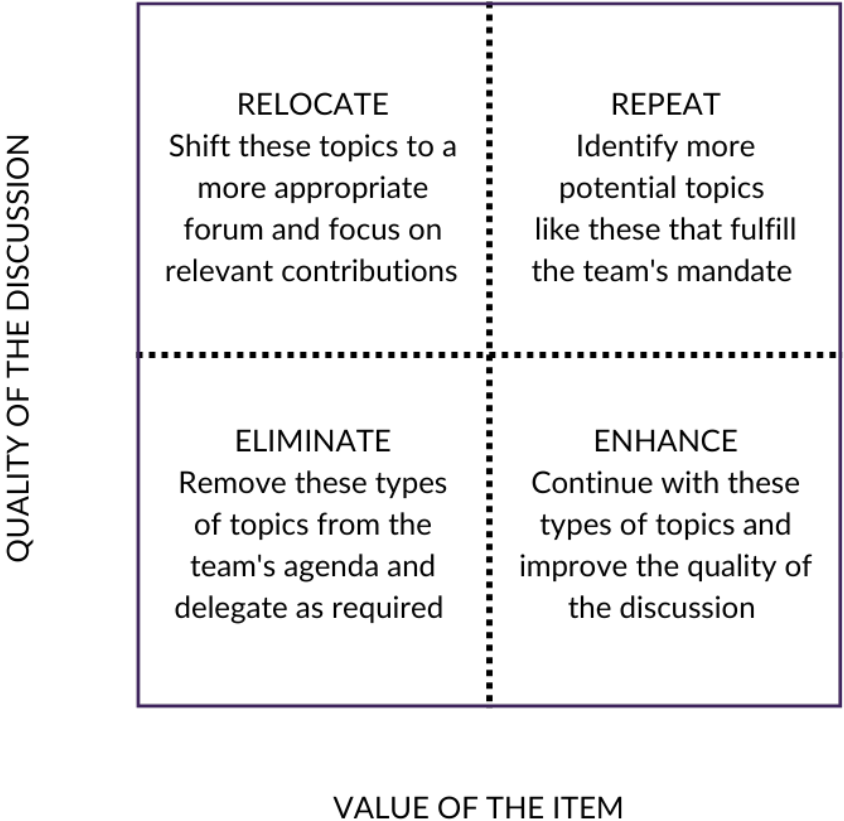 QUALITY OF THE DISCUSSION
RELOCATE
Shift these topics to a
more appropriate
forum and focus on
relevant contributions
REPEAT
Identify more
potential topics
like these that fulfill
the team's mandate
ELIMINATE
Remove these types
of topics from the
team's agenda and
delegate as required
ENHANCE
Continue with these
types of topics and
improve the quality of
the discussion
VALUE OF THE ITEM